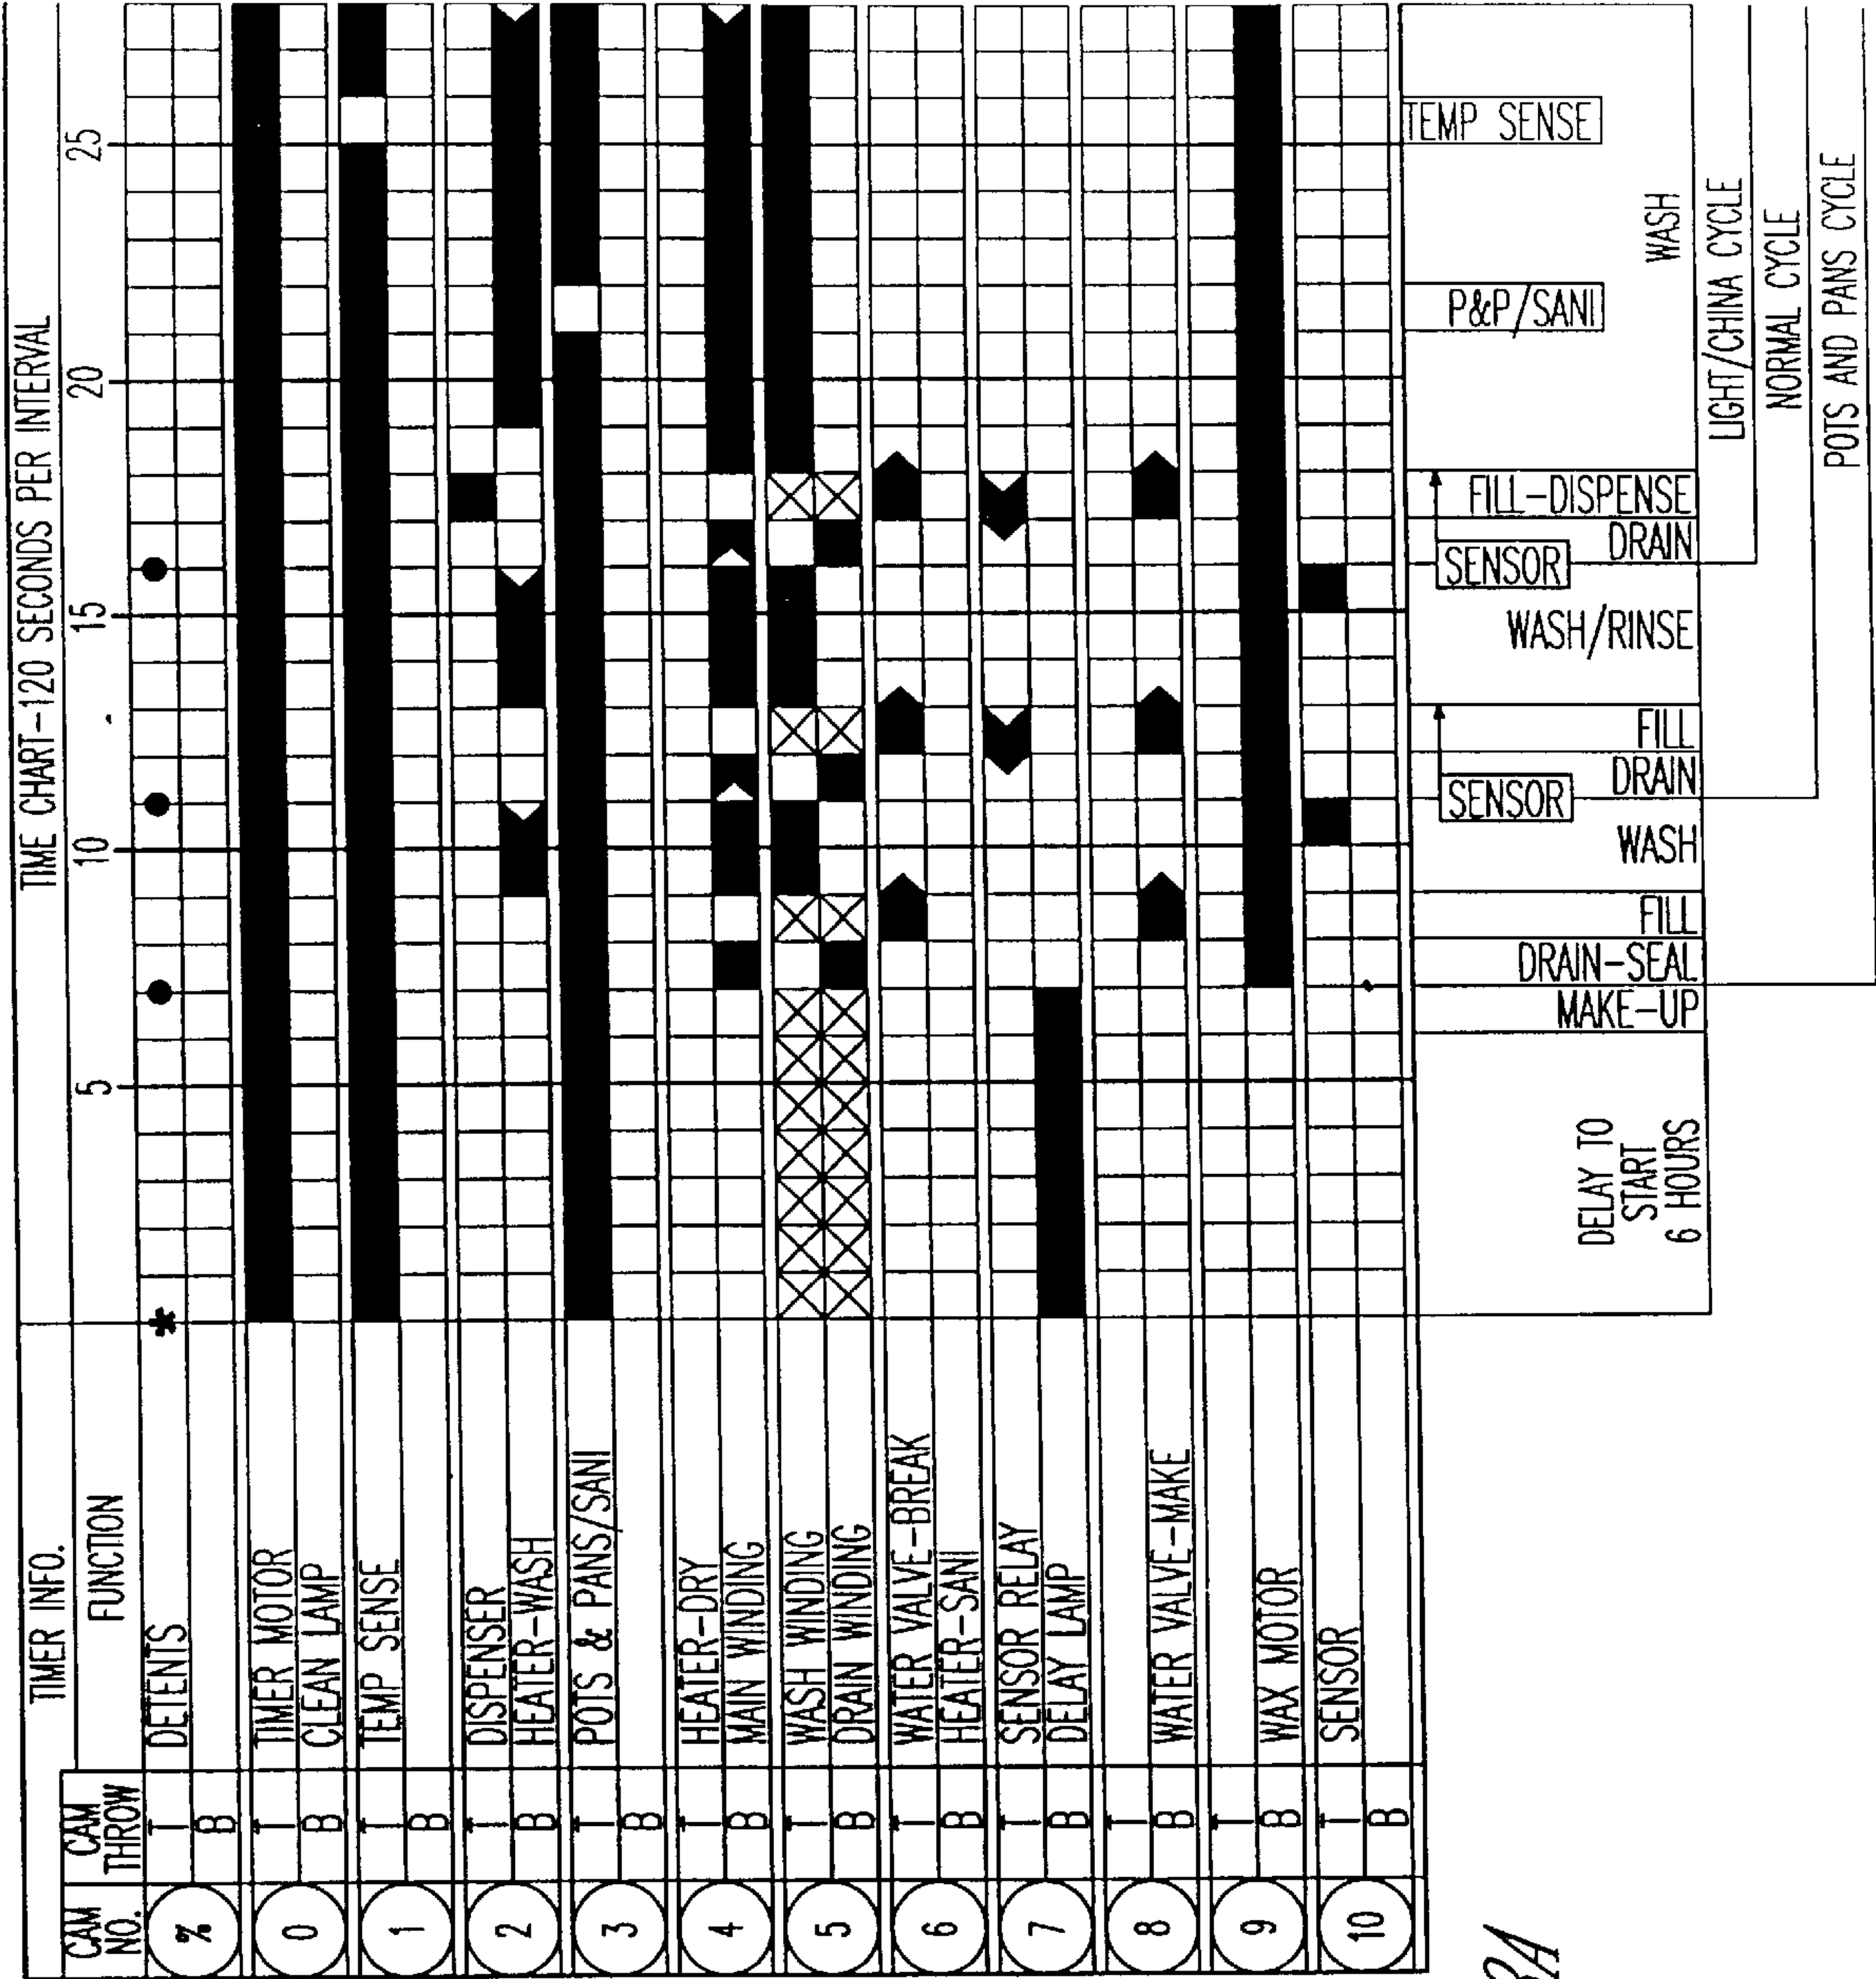 TIMER INFO.
TIME CHART-120 SECONDS PER INTERVAL
CAM NO.
CAM THROW
FUNCTION
5
10
15
20
25
%
T
DETENTS
*
B
0
T
TIMER MOTOR
B
CLEAN LAMP
1
T
TEMP SENSE
B
2
T
DISPENSER
B
HEATER-WASH
3
T
POTS & PANS/SANI
B
4
T
HEATER-DRY
B
MAIN WINDING
5
T
WASH WINDING
B
DRAIN WINDING
6
T
WATER VALVE-BREAK
B
HEATER-SANI
7
T
SENSOR RELAY
B
DELAY LAMP
8
T
B
WATER VALVE-MAKE
9
T
B
WAX MOTOR
10
T
SENSOR
B
DELAY TO
START
6 HOURS
MAKE-UP
DRAIN-SEAL
FILL
WASH
SENSOR
DRAIN
FILL
WASH/RINSE
SENSOR
DRAIN
FILL-DISPENSE
P&P/SANI
WASH
TEMP SENSE
LIGHT/CHINA CYCLE
NORMAL CYCLE
POTS AND PANS CYCLE